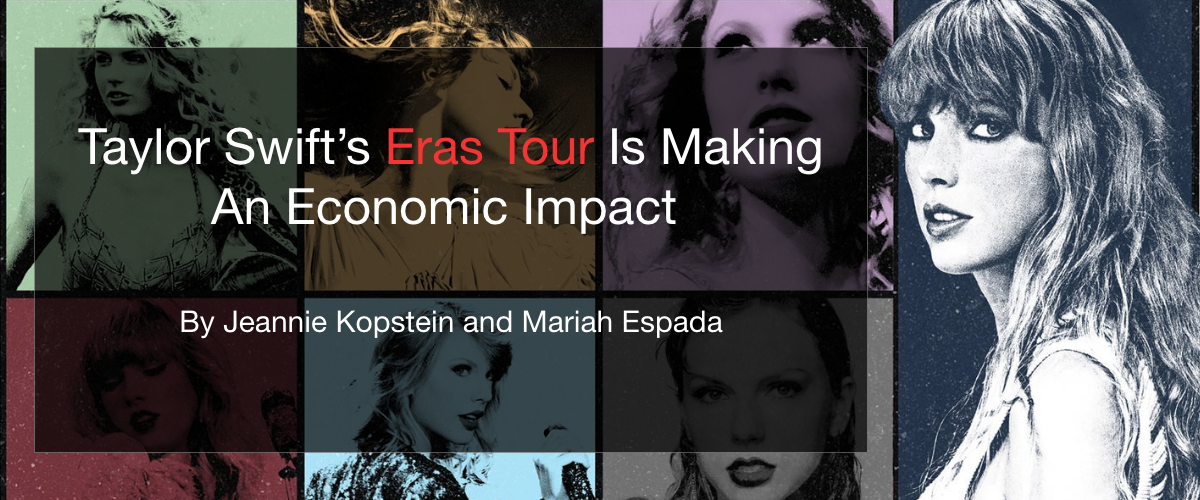 Taylor Swift’s Eras Tour Is Making
An Economic Impact
By Jeannie Kopstein and Mariah Espada